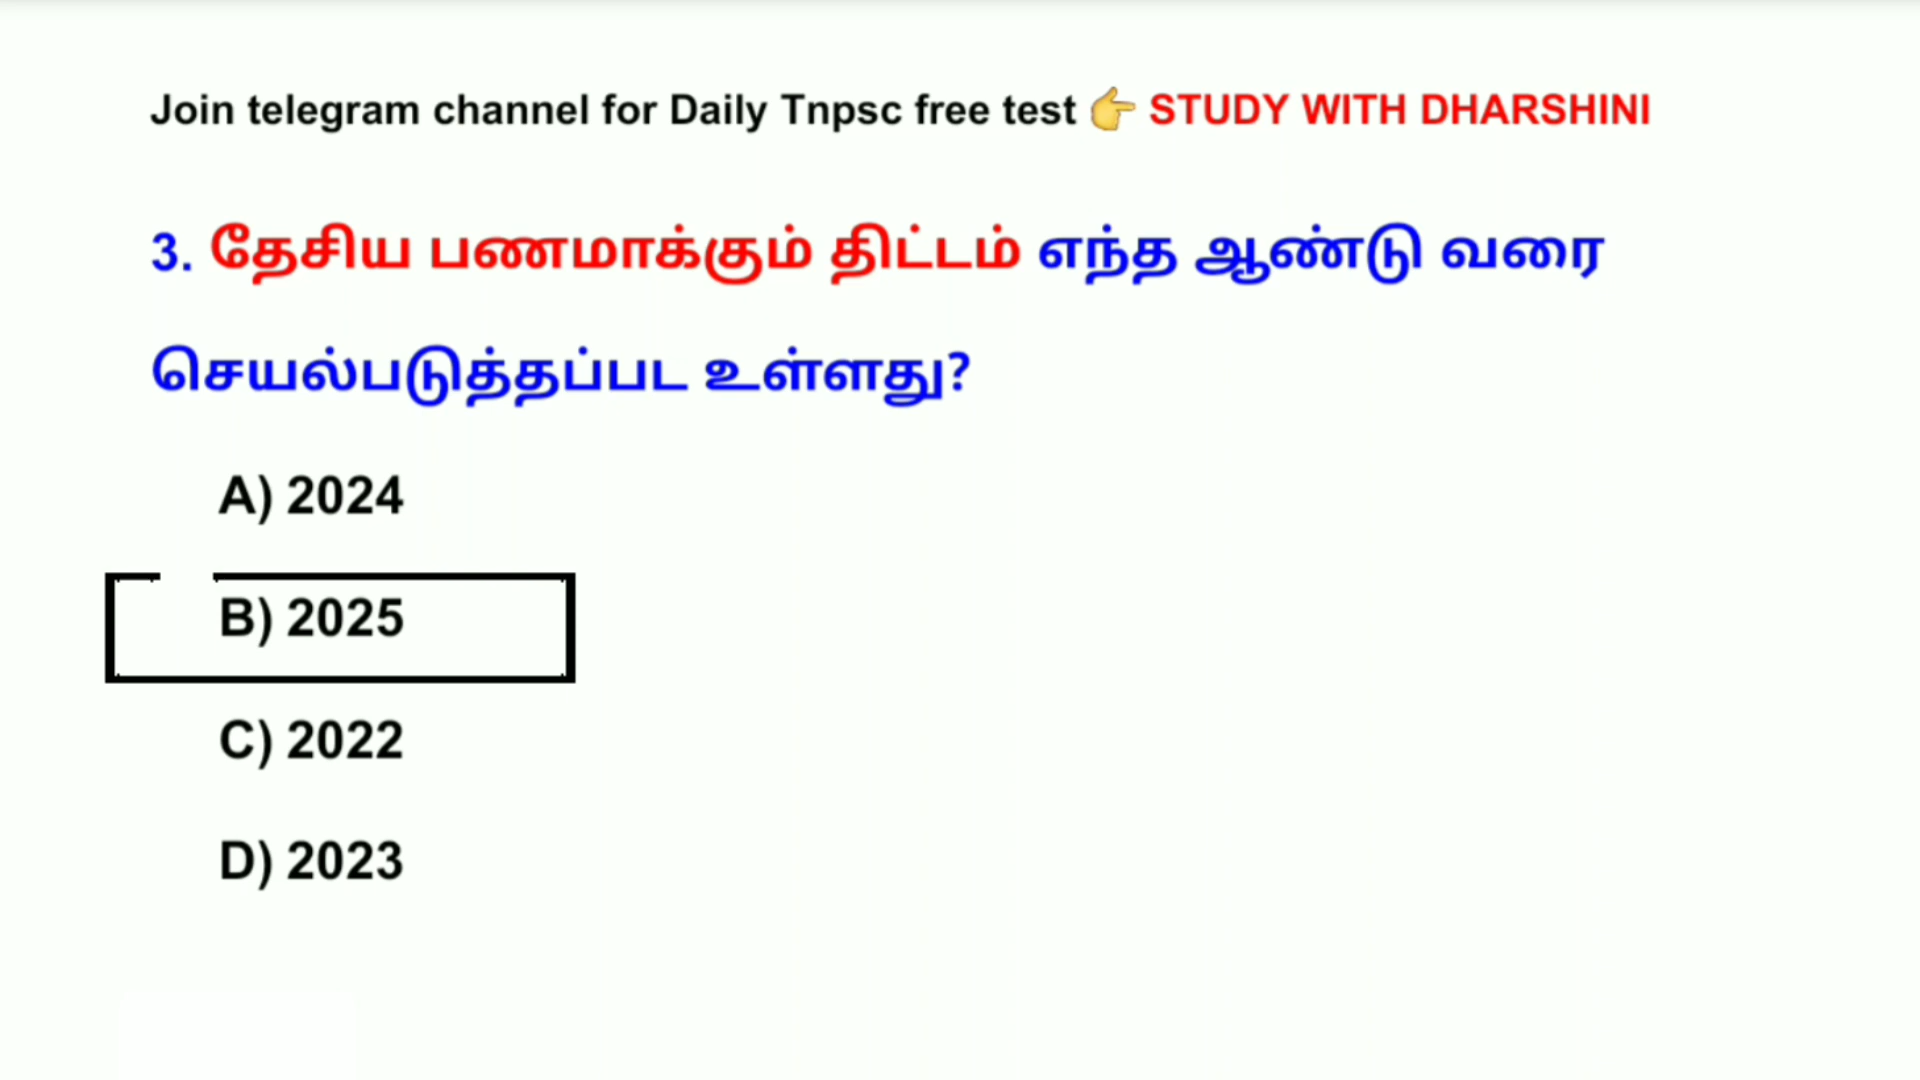 Join telegram channel for Daily Tnpsc free test 👉 STUDY WITH DHARSHINI
3. தேசிய பணமாக்கும் திட்டம் எந்த ஆண்டு வரை
செயல்படுத்தப்பட உள்ளது?
A) 2024
B) 2025
C) 2022
D) 2023